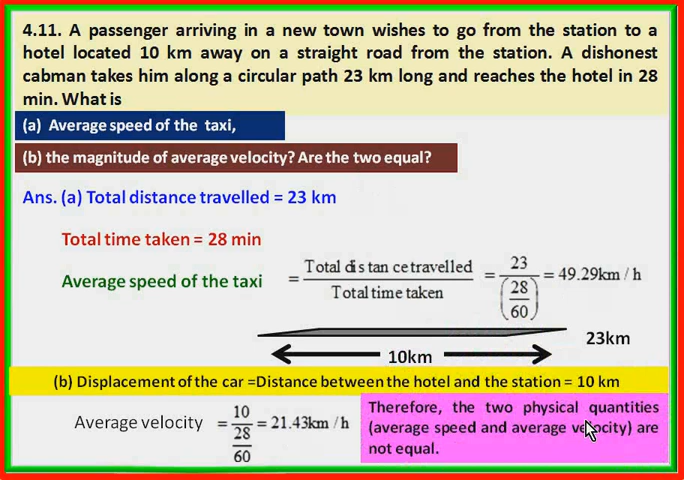 4.11. A passenger arriving in a new town wishes to go from the station to a
hotel located 10 km away on a straight road from the station. A dishonest
cabman takes him along a circular path 23 km long and reaches the hotel in 28
min. What is
(a) Average speed of the taxi,
(b) the magnitude of average velocity? Are the two equal?
Ans. (a) Total distance travelled = 23 km
Total time taken = 28 min
Average speed of the taxi = Total dis tan ce travelled / Total time taken = 23 / (28/60) = 49.29km / h
23km
10km
(b) Displacement of the car =Distance between the hotel and the station = 10 km
Average velocity = 10 / 28/60 = 21.43km / h
Therefore, the two physical quantities
(average speed and average velocity) are
not equal.